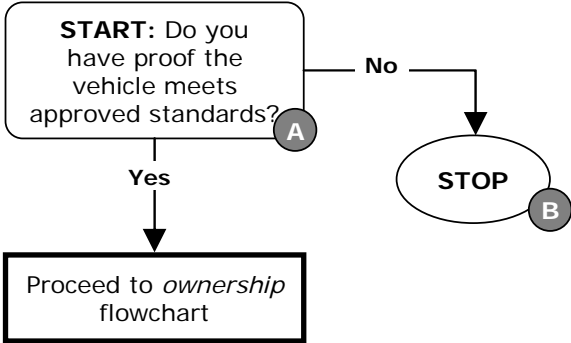 START: Do you
have proof the
vehicle meets
approved standards?
A
No
Yes
STOP
B
Proceed to ownership
flowchart